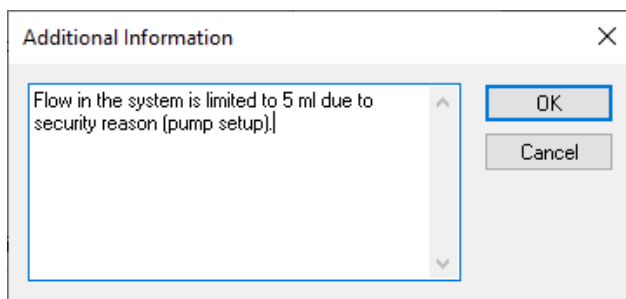 Additional Information
Flow in the system is limited to 5 ml due to
security reason (pump setup).
OK
Cancel